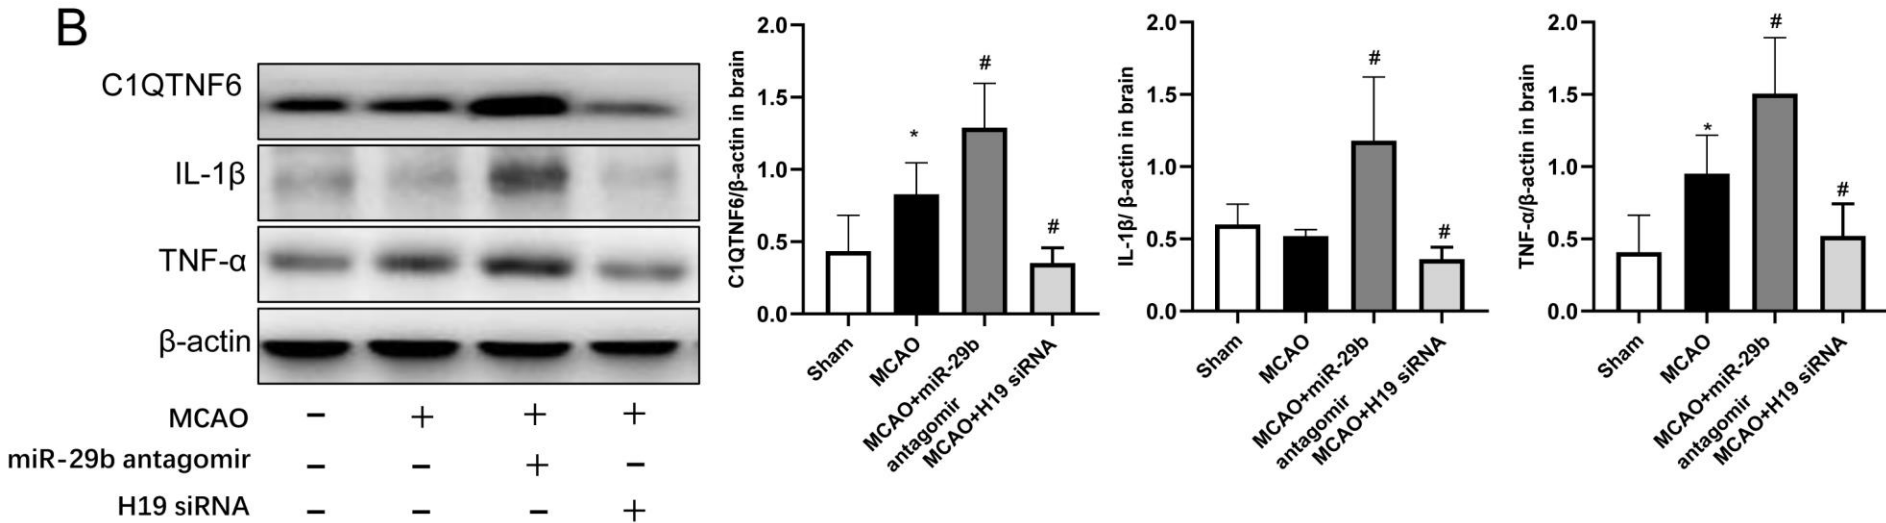 B
C1QTNF6
IL-1β
TNF-α
β-actin
MCAO − + + +
miR-29b antagomir − − + −
H19 siRNA − − − +
C1QTNF6/β-actin in brain
2.0
1.5
1.0
0.5
0.0
*
#
#
Sham
MCAO
MCAO+miR-29b
antagomir
MCAO+H19 siRNA
IL-1β/ β-actin in brain
2.0
1.5
1.0
0.5
0.0
#
#
Sham
MCAO
MCAO+miR-29b
antagomir
MCAO+H19 siRNA
TNF-α/β-actin in brain
2.0
1.5
1.0
0.5
0.0
*
#
#
Sham
MCAO
MCAO+miR-29b
antagomir
MCAO+H19 siRNA